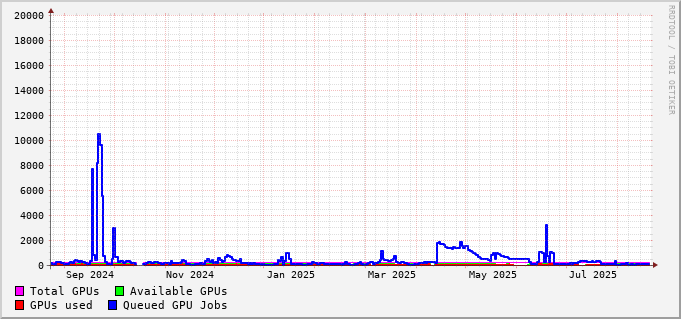 20000
18000
16000
14000
12000
10000
8000
6000
4000
2000
0
Sep 2024 Nov 2024 Jan 2025 Mar 2025 May 2025 Jul 2025
Total GPUs Available GPUs
GPUs used Queued GPU Jobs
RRDTOOL / TOBI OETIKER